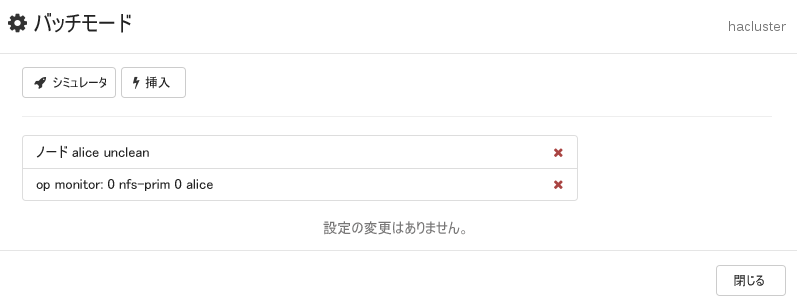 バッチモード
hacluster
シミュレータ
挿入
ノード alice unclean
op monitor: 0 nfs-prim 0 alice
設定の変更はありません。
閉じる